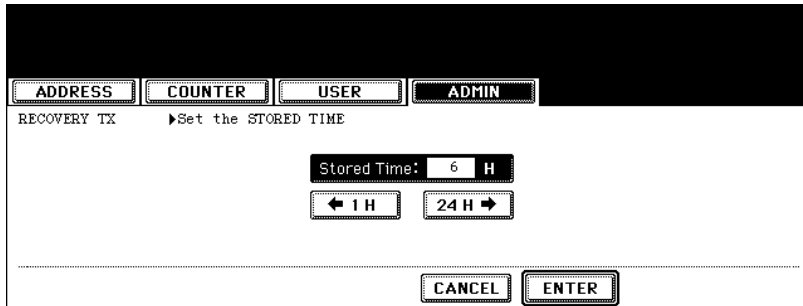 ADDRESS COUNTER USER ADMIN
RECOVERY TX ▶Set the STORED TIME
Stored Time: 6 H
← 1 H 24 H →
CANCEL ENTER